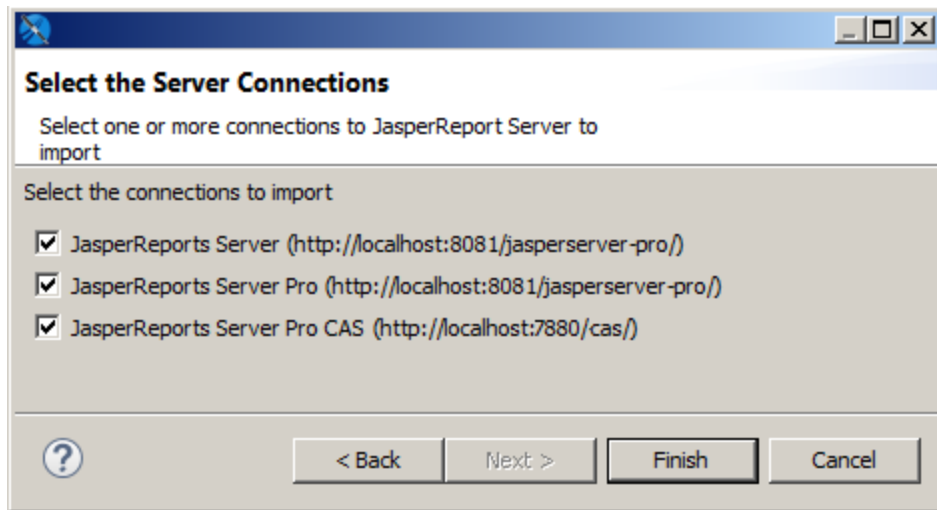 Select the Server Connections
Select one or more connections to JasperReport Server to
import
Select the connections to import
JasperReports Server (http://localhost:8081/jasperserver-pro/)
JasperReports Server Pro (http://localhost:8081/jasperserver-pro/)
JasperReports Server Pro CAS (http://localhost:7880/cas/)
? < Back Next > Finish Cancel